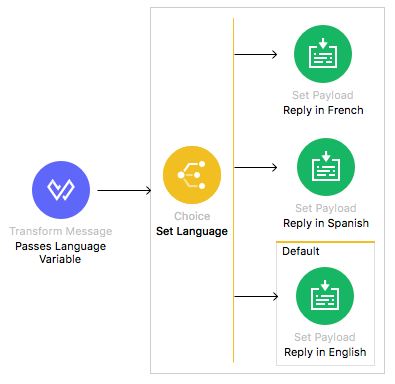 Transform Message
Passes Language
Variable
Choice
Set Language
Set Payload
Reply in French
Set Payload
Reply in Spanish
Default
Set Payload
Reply in English